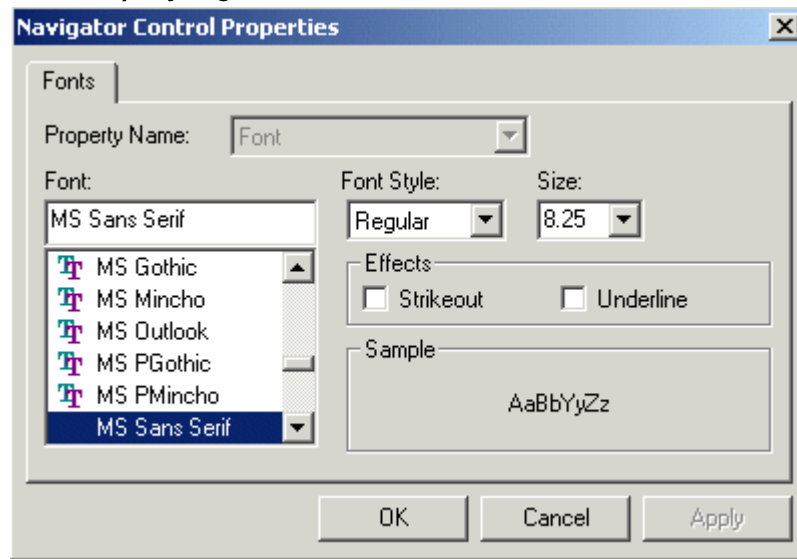 Navigator Control Properties
Fonts
Property Name: Font
Font: Font Style: Size:
MS Sans Serif Regular 8.25
MS Gothic
MS Mincho
MS Outlook
MS PGothic
MS PMincho
MS Sans Serif
Effects
Strikeout Underline
Sample
AaBbYyZz
OK Cancel Apply